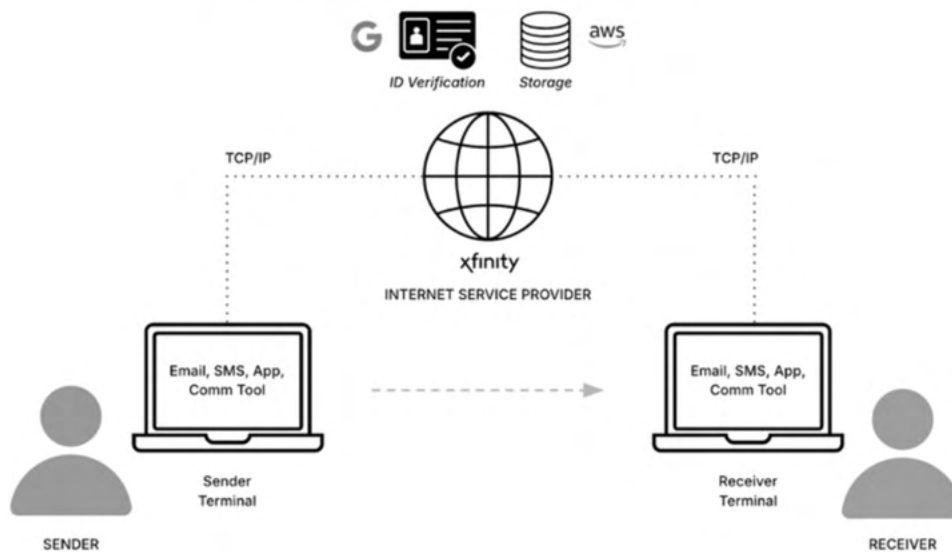 G
aws
ID Verification
Storage
TCP/IP
TCP/IP
xfinity
INTERNET SERVICE PROVIDER
Email, SMS, App,
Comm Tool
Email, SMS, App,
Comm Tool
Sender
Terminal
Receiver
Terminal
SENDER
RECEIVER